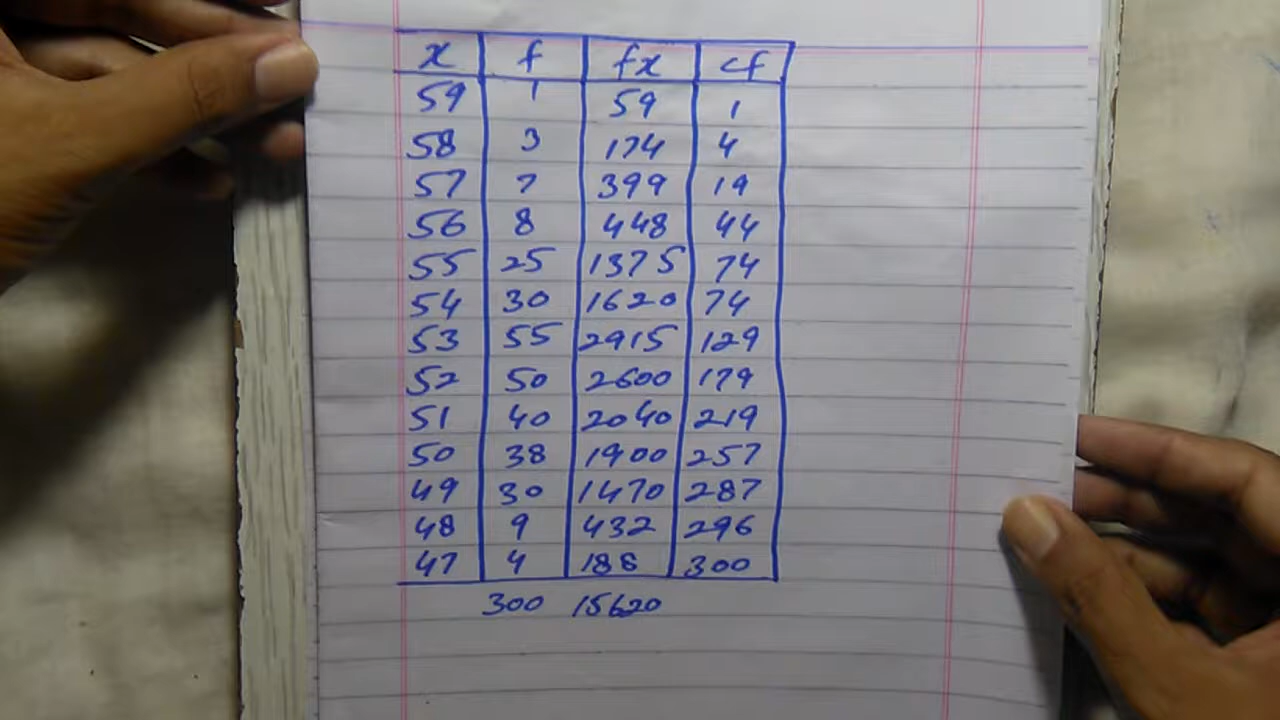 x f fx cf
59 1 59 1
58 3 174 4
57 7 399 19
56 8 448 44
55 25 1375 74
54 30 1620 74
53 55 2915 129
52 50 2600 179
51 40 2040 219
50 38 1900 257
49 30 1470 287
48 9 432 296
47 4 188 300
300 15620